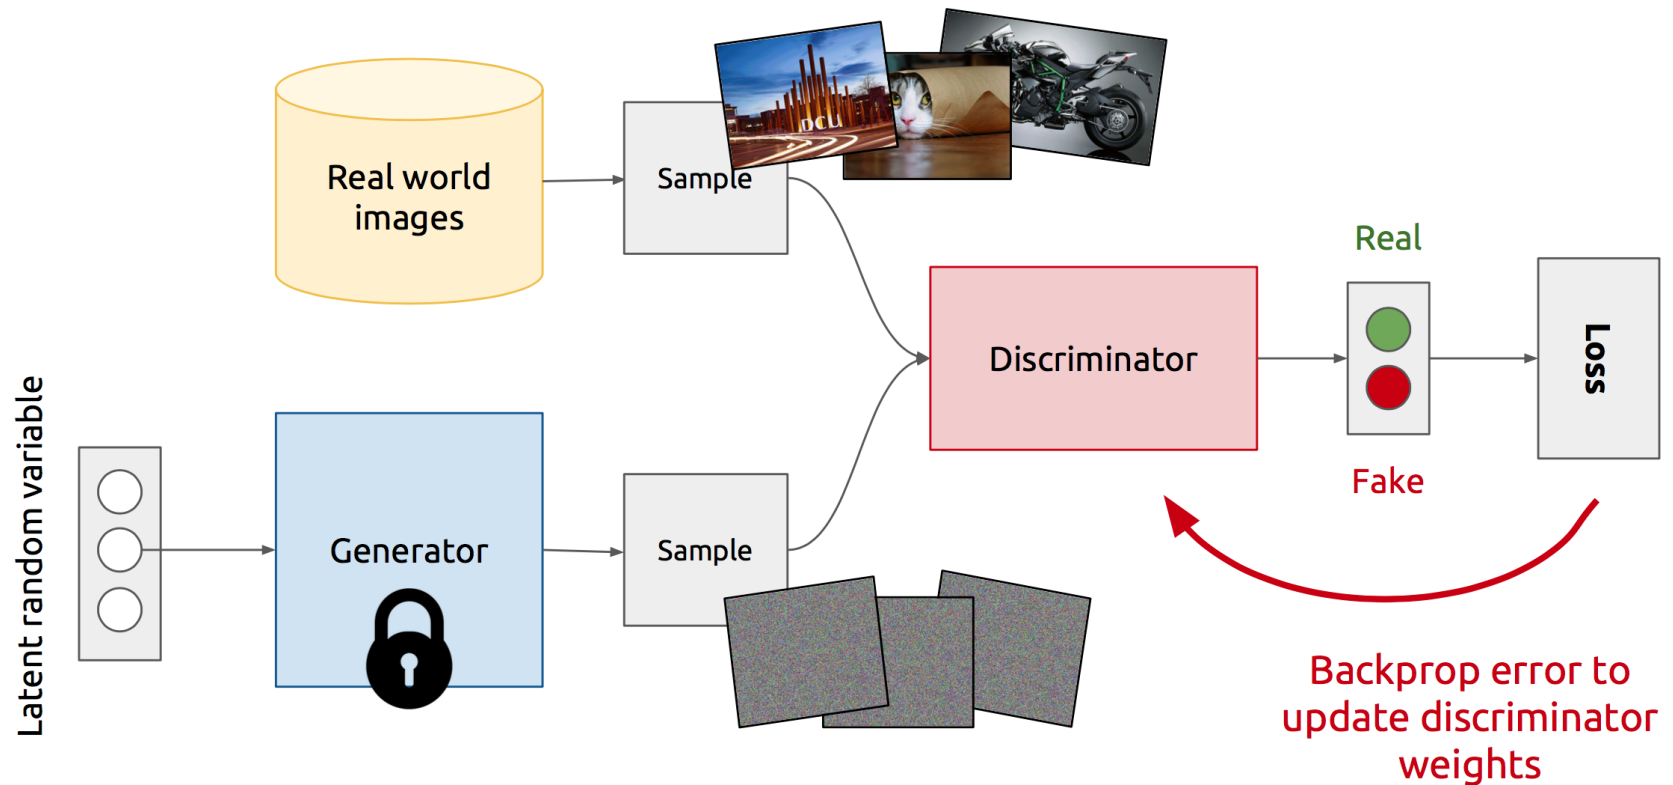 Real world
images
Sample
DCU
Real
Discriminator
Loss
Fake
Latent random variable
Generator
Sample
Backprop error to
update discriminator
weights